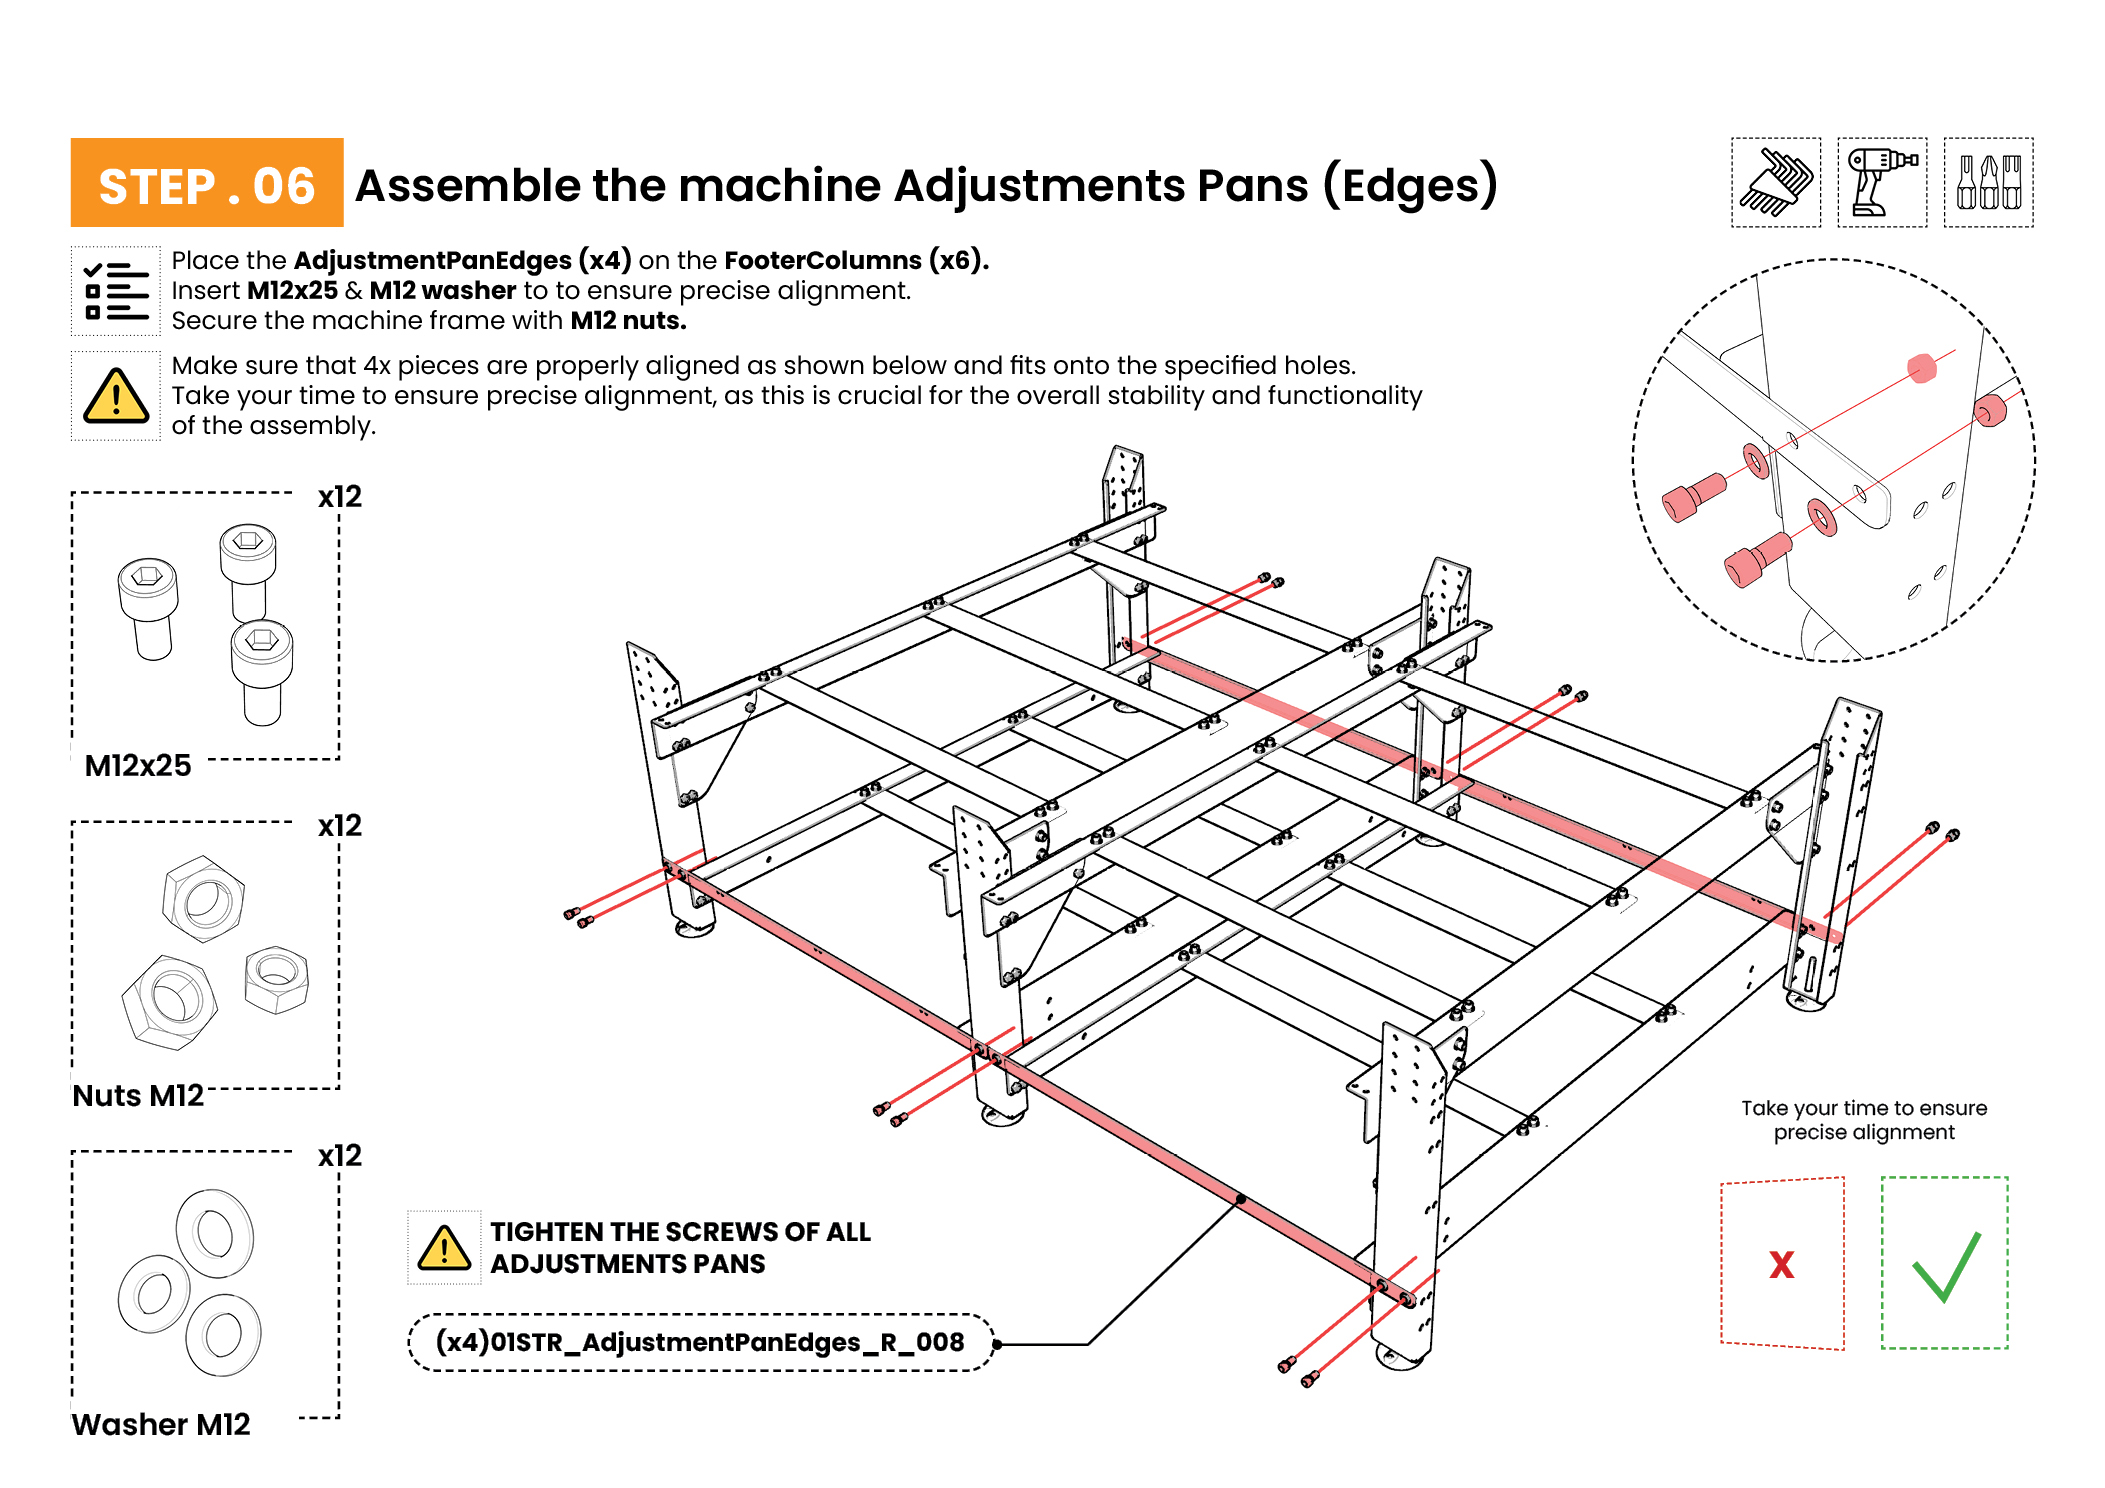 STEP . 06
Assemble the machine Adjustments Pans (Edges)
Place the AdjustmentPanEdges (x4) on the FooterColumns (x6).
Insert M12x25 & M12 washer to to ensure precise alignment.
Secure the machine frame with M12 nuts.
Make sure that 4x pieces are properly aligned as shown below and fits onto the specified holes.
Take your time to ensure precise alignment, as this is crucial for the overall stability and functionality
of the assembly.
x12
M12x25
x12
Nuts M12
x12
Washer M12
TIGHTEN THE SCREWS OF ALL
ADJUSTMENTS PANS
(x4)01STR_AdjustmentPanEdges_R_008
Take your time to ensure
precise alignment
x